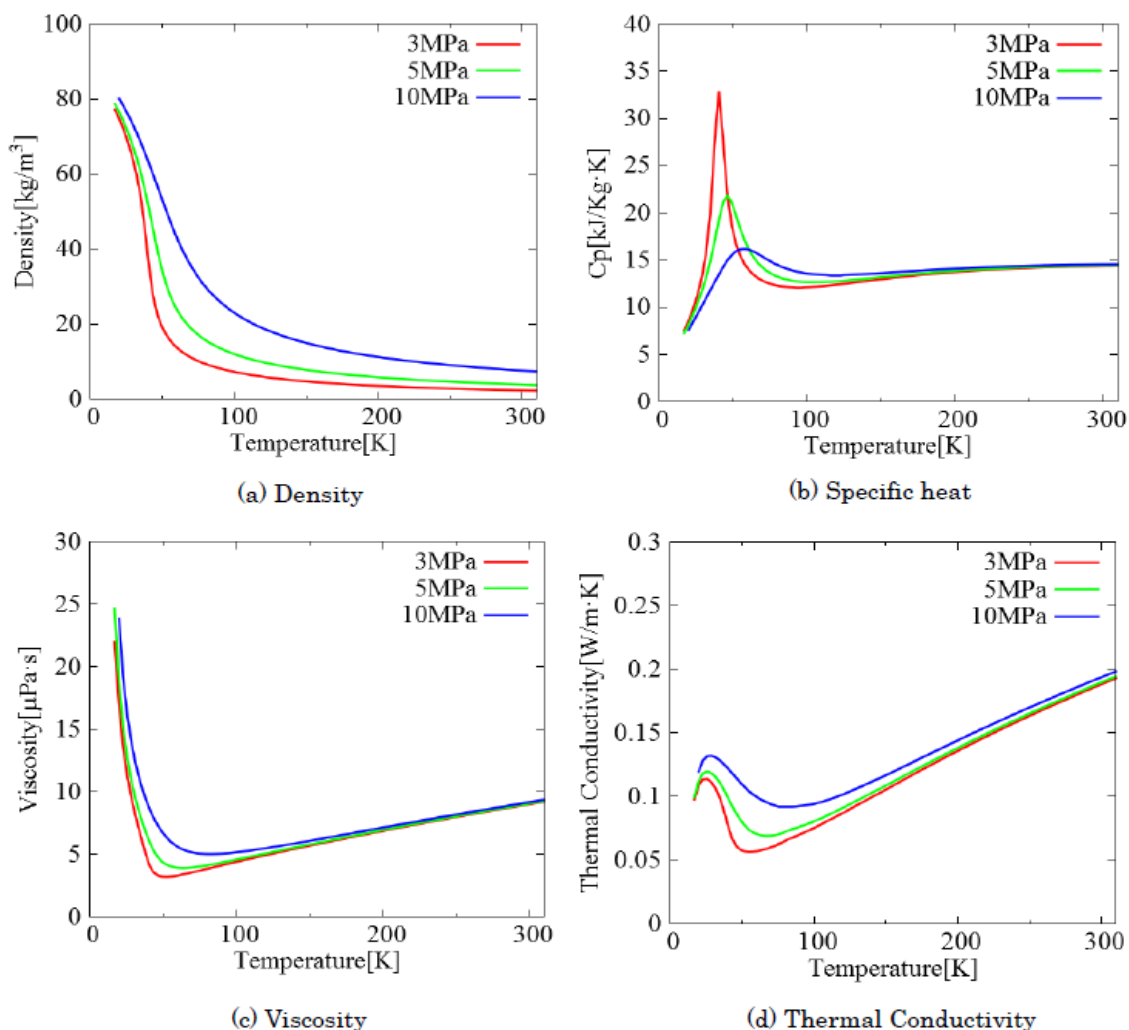 100
80
60
40
20
0
Density[kg/m³]
3MPa
5MPa
10MPa
0 100 200 300
Temperature[K]
(a) Density
40
35
30
25
20
15
10
5
0
Cp[kJ/Kg·K]
3MPa
5MPa
10MPa
0 100 200 300
Temperature[K]
(b) Specific heat
30
25
20
15
10
5
0
Viscosity[μPa·s]
3MPa
5MPa
10MPa
0 100 200 300
Temperature[K]
(c) Viscosity
0.3
0.25
0.2
0.15
0.1
0.05
0
Thermal Conductivity[W/m·K]
3MPa
5MPa
10MPa
0 100 200 300
Temperature[K]
(d) Thermal Conductivity